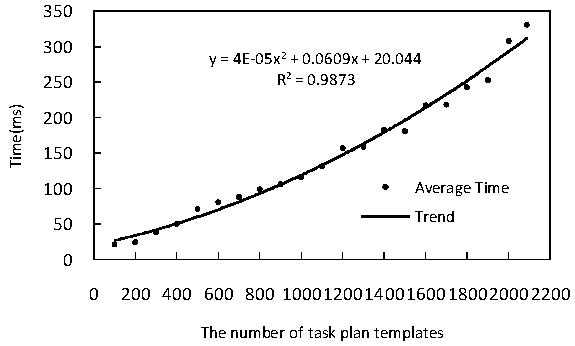 350
300
250
200
150
100
50
0
Time(ms)
y = 4E-05x² + 0.0609x + 20.044
R² = 0.9873
Average Time
Trend
0 200 400 600 800 1000 1200 1400 1600 1800 2000 2200
The number of task plan templates